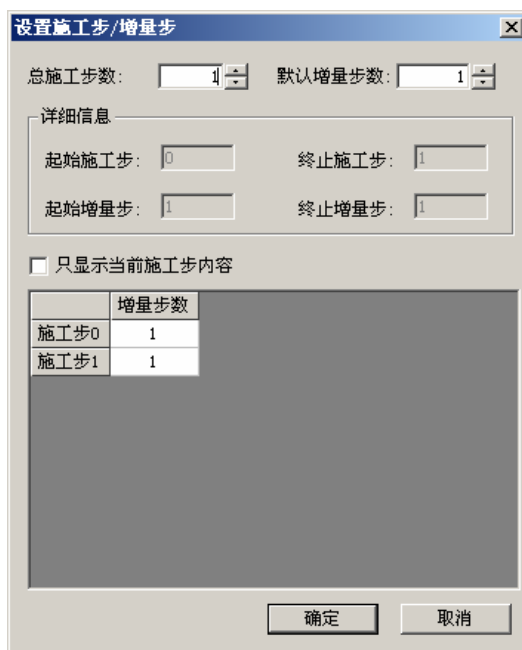 设置施工步/增量步
总施工步数: 1 默认增量步数: 1
详细信息
起始施工步: 0 终止施工步: 1
起始增量步: 1 终止增量步: 1
只显示当前施工步内容
增量步数
施工步0 1
施工步1 1
确定 取消